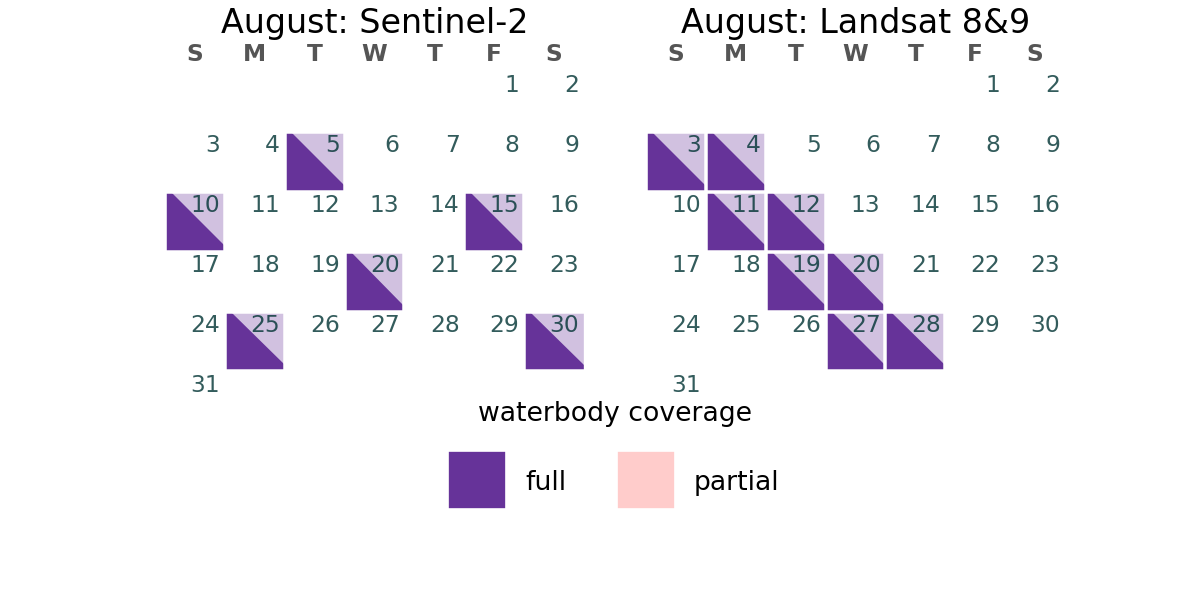 August: Sentinel-2
S M T W T F S
1 2
3 4 5 6 7 8 9
10 11 12 13 14 15 16
17 18 19 20 21 22 23
24 25 26 27 28 29 30
31
August: Landsat 8&9
S M T W T F S
1 2
3 4 5 6 7 8 9
10 11 12 13 14 15 16
17 18 19 20 21 22 23
24 25 26 27 28 29 30
31
waterbody coverage
full partial